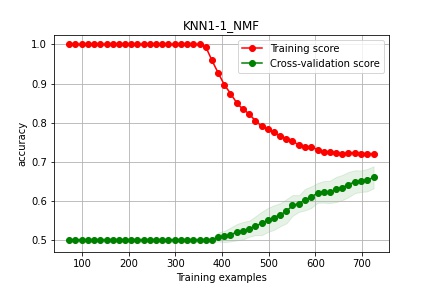 KNN1-1_NMF
Training score
Cross-validation score
accuracy
1.0
0.9
0.8
0.7
0.6
0.5
100 200 300 400 500 600 700
Training examples